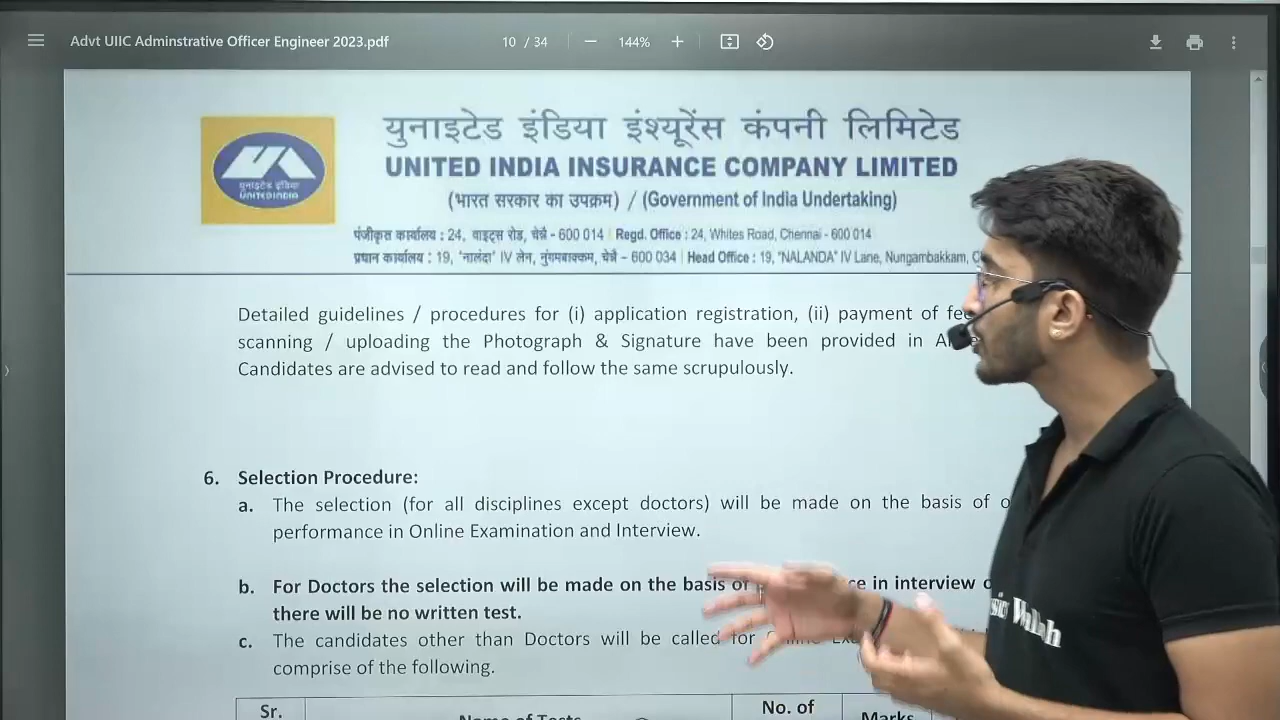 Advt UIIC Adminstrative Officer Engineer 2023.pdf 10 / 34 144%
युनाइटेड इंडिया इंश्यूरेंस कंपनी लिमिटेड
UNITED INDIA INSURANCE COMPANY LIMITED
युनाइटेड इंडिया
UNITED INDIA
(भारत सरकार का उपक्रम) / (Government of India Undertaking)
पंजीकृत कार्यालय : 24, वाइट्स रोड, चेन्नै - 600 014 | Regd. Office : 24, Whites Road, Chennai - 600 014
प्रधान कार्यालय : 19, "नालंदा" IV लेन, नुंगमबाक्कम, चेन्नै - 600 034 | Head Office : 19, "NALANDA" IV Lane, Nungambakkam,
Detailed guidelines / procedures for (i) application registration, (ii) payment of
scanning / uploading the Photograph & Signature have been provided in
Candidates are advised to read and follow the same scrupulously.
6. Selection Procedure:
a. The selection (for all disciplines except doctors) will be made on the basis of
performance in Online Examination and Interview.
b. For Doctors the selection will be made on the basis of in interview
there will be no written test.
c. The candidates other than Doctors will be called for
comprise of the following.
Sr. Name of Tests No. of Marks